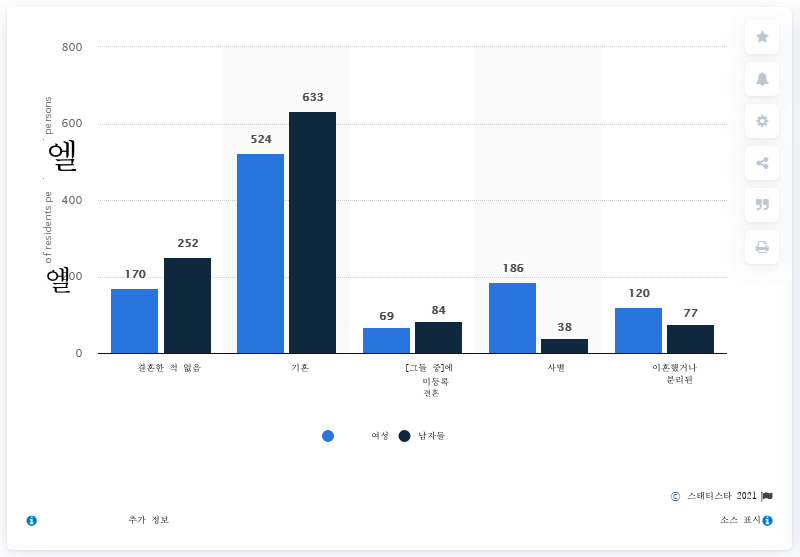 800
600
400
200
0
persons
엘
of residents pe
엘
170
252
524
633
69
84
186
38
120
77
결혼한 적 없음
기혼
[그들 중]에
미등록
결혼
사별
이혼했거나
분리된
여성
남자들
© 스태티스타 2021
추가 정보
소스 표시